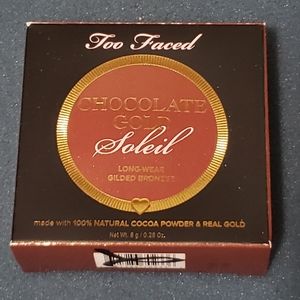 Too Faced
CHOCOLATE
GOLD
Soleil
LONG-WEAR
GILDED BRONZER
made with 100% NATURAL COCOA POWDER & REAL GOLD
Net Wt. 8 g / 0.28 Oz.